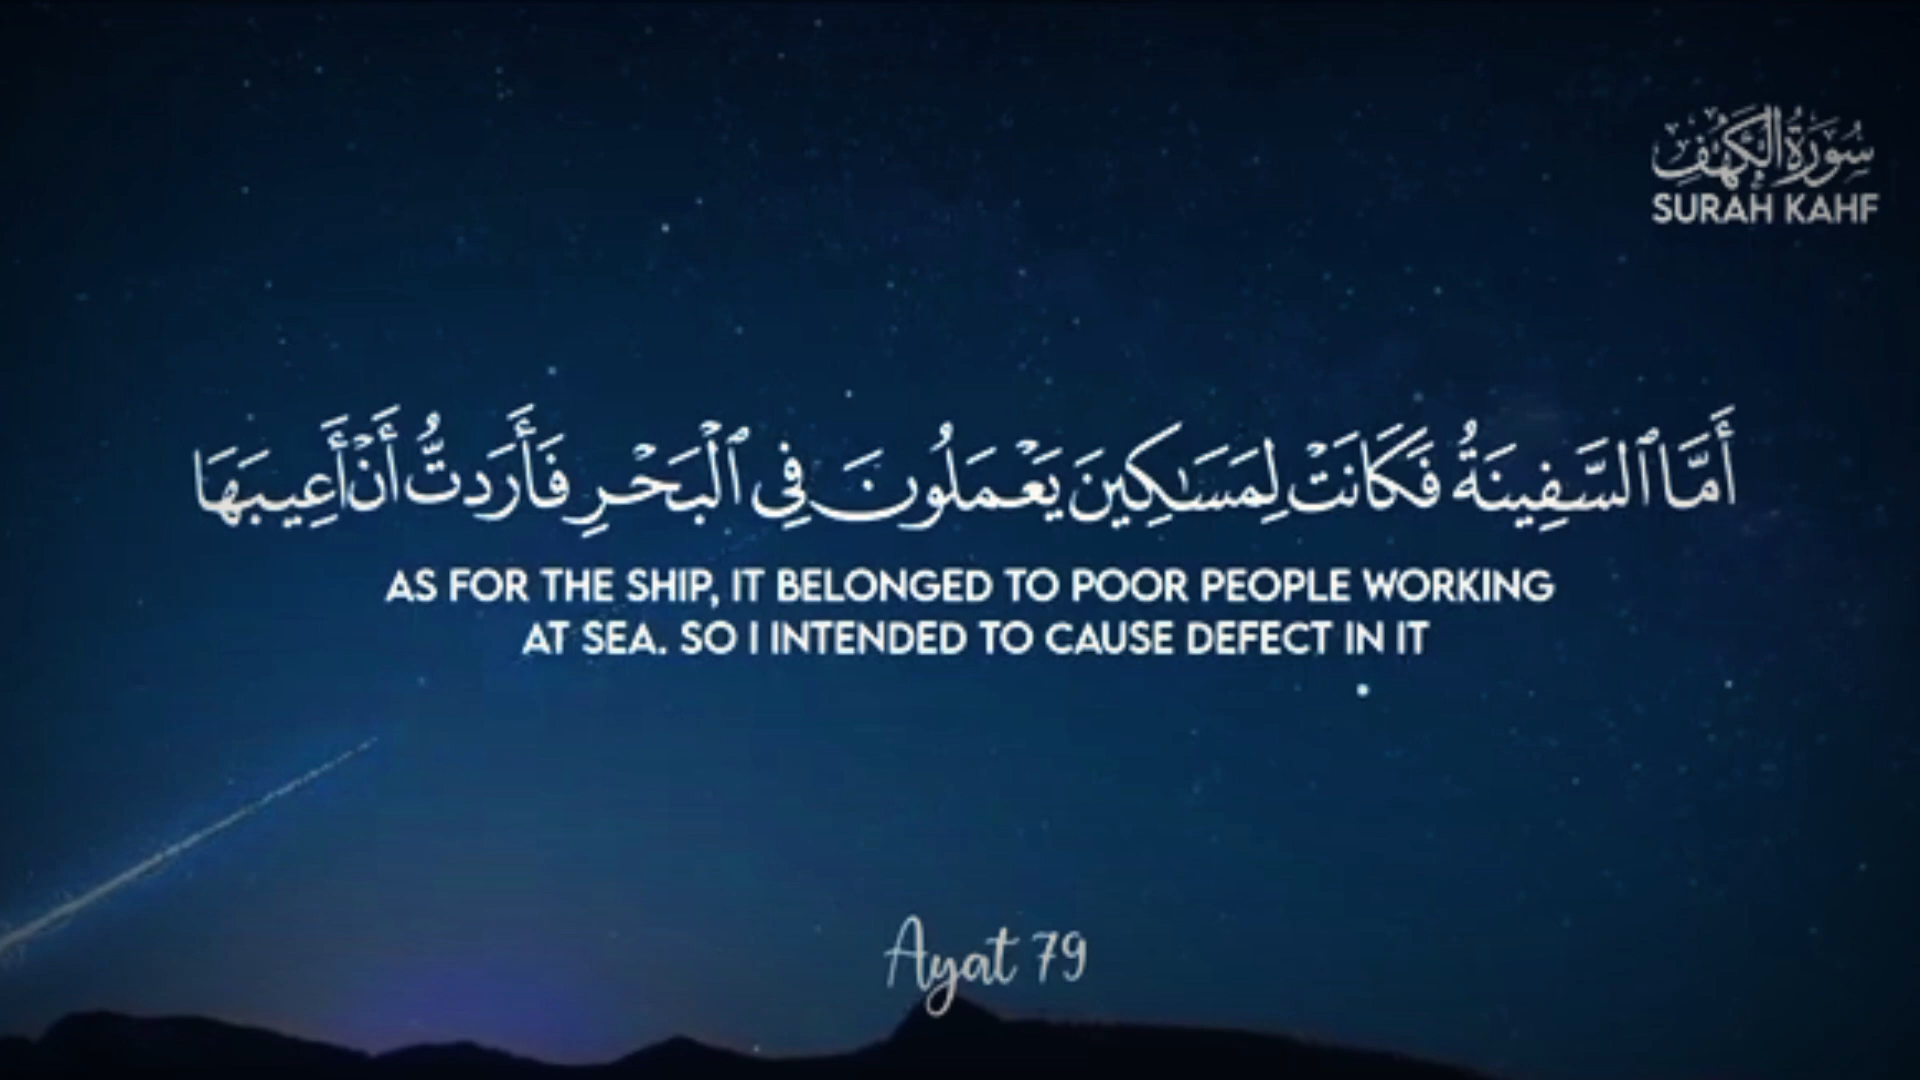 سُورَةُ الْكَهْفِ
SURAH KAHF
أَمَّا ٱلسَّفِينَةُ فَكَانَتْ لِمَسَـٰكِينَ يَعْمَلُونَ فِى ٱلْبَحْرِ فَأَرَدتُّ أَنْ أَعِيبَهَا
AS FOR THE SHIP, IT BELONGED TO POOR PEOPLE WORKING
AT SEA. SO I INTENDED TO CAUSE DEFECT IN IT
Ayat 79